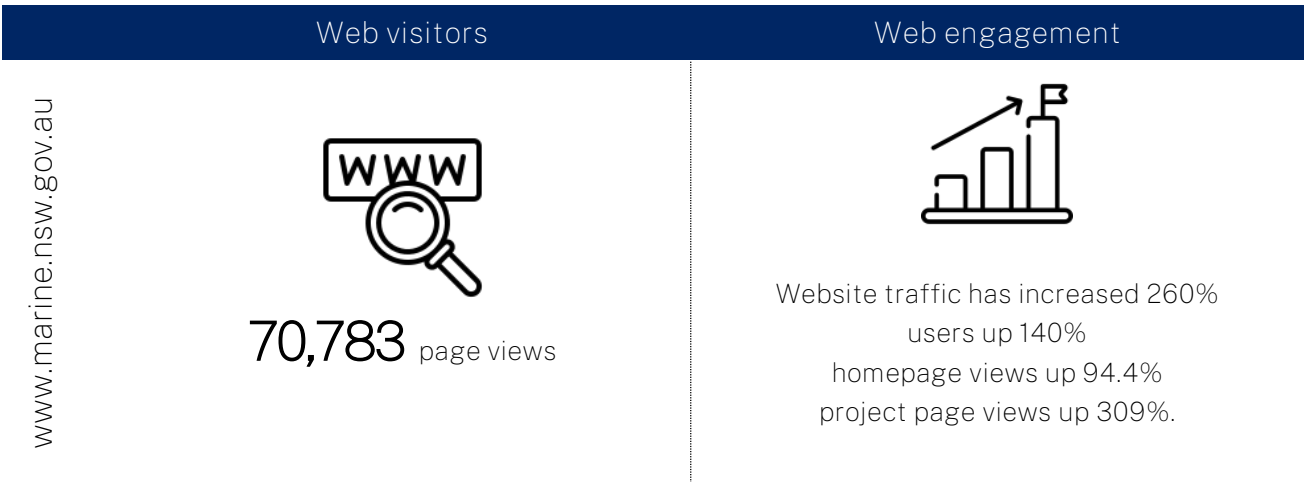 Web visitors
Web engagement
www.marine.nsw.gov.au
WWW
70,783 page views
Website traffic has increased 260%
users up 140%
homepage views up 94.4%
project page views up 309%.